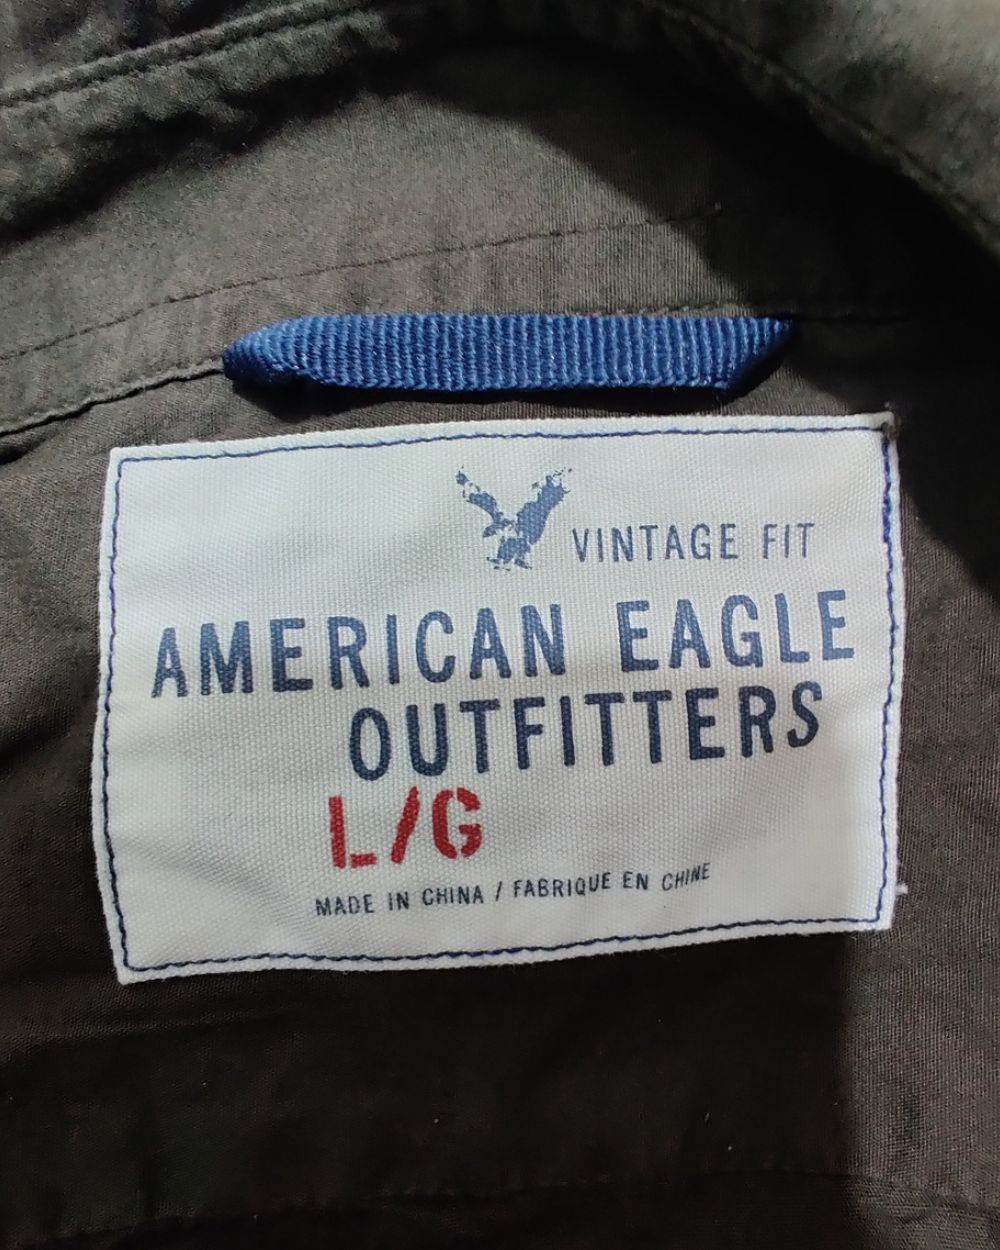 VINTAGE FIT
AMERICAN EAGLE
OUTFITTERS
L/G
MADE IN CHINA / FABRIQUE EN CHINE